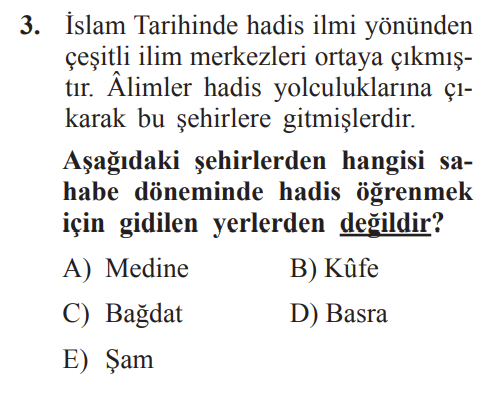 3. İslam Tarihinde hadis ilmi yönünden
çeşitli ilim merkezleri ortaya çıkmış-
tır. Âlimler hadis yolculuklarına çı-
karak bu şehirlere gitmişlerdir.
Aşağıdaki şehirlerden hangisi sa-
habe döneminde hadis öğrenmek
için gidilen yerlerden değildir?
A) Medine B) Kûfe
C) Bağdat D) Basra
E) Şam